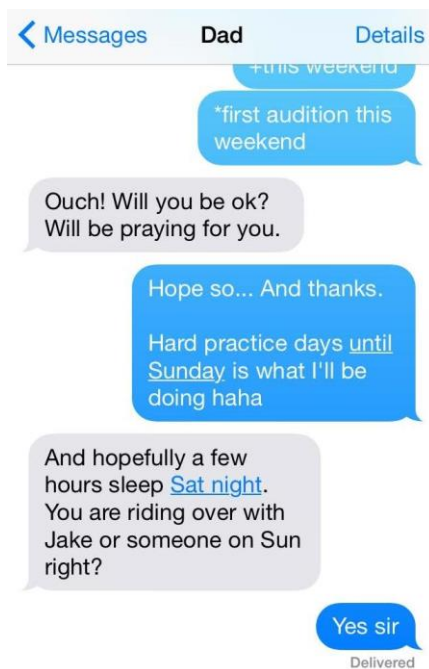 Messages Dad Details
+this weekend
*first audition this
weekend
Ouch! Will you be ok?
Will be praying for you.
Hope so... And thanks.
Hard practice days until
Sunday is what I'll be
doing haha
And hopefully a few
hours sleep Sat night.
You are riding over with
Jake or someone on Sun
right?
Yes sir
Delivered